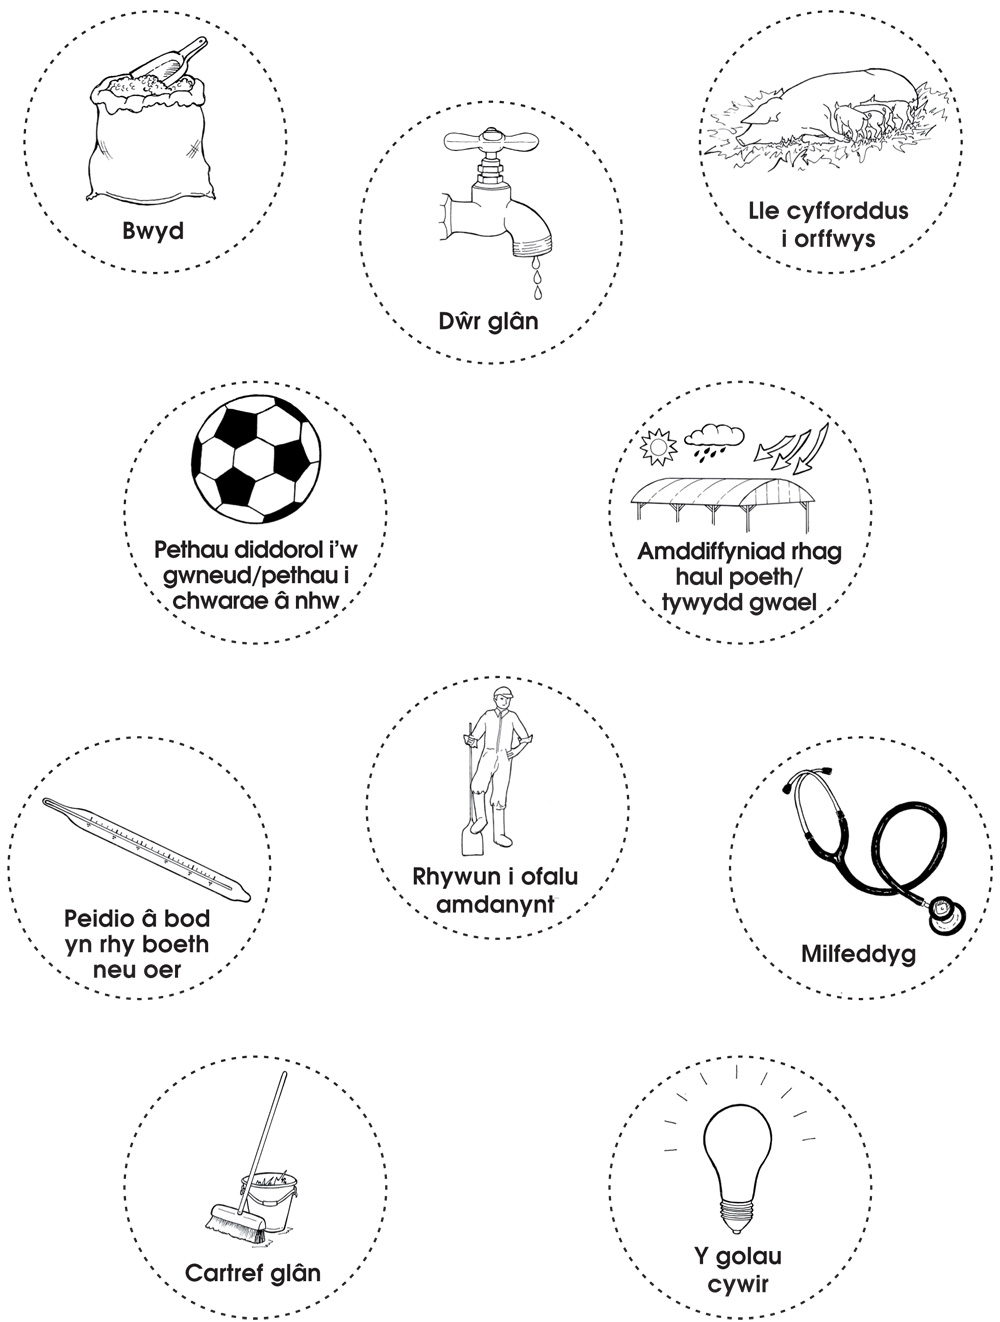 Bwyd
Dŵr glân
Lle cyfforddus
i orffwys
Pethau diddorol i'w
gwneud/pethau i
chwarae â nhw
Amddiffyniad rhag
haul poeth/
tywydd gwael
Peidio â bod
yn rhy boeth
neu oer
Rhywun i ofalu
amdanynt
Milfeddyg
Cartref glân
Y golau
cywir